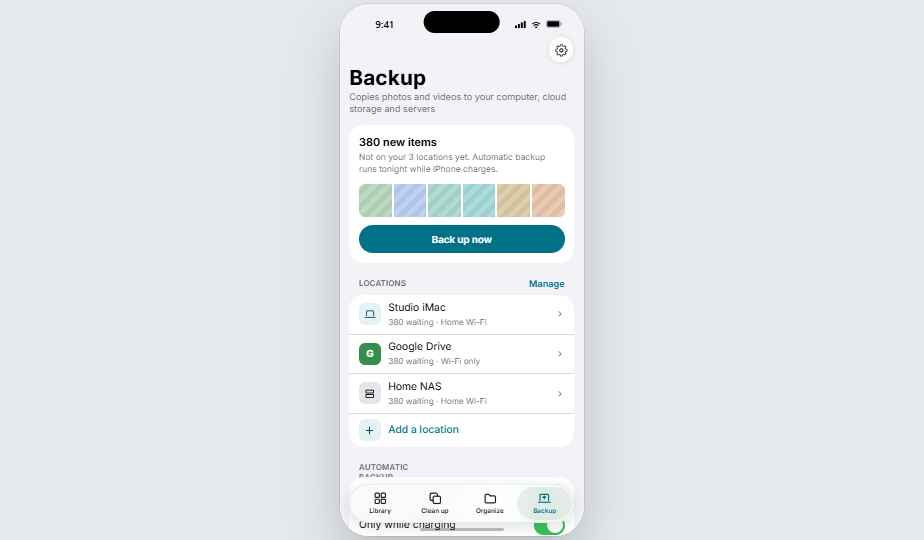 9:41
Backup
Copies photos and videos to your computer, cloud
storage and servers
380 new items
Not on your 3 locations yet. Automatic backup
runs tonight while iPhone charges.
Back up now
LOCATIONS
Manage
Studio iMac
380 waiting · Home Wi-Fi
G
Google Drive
380 waiting · Wi-Fi only
Home NAS
380 waiting · Home Wi-Fi
Add a location
AUTOMATIC
BACKUP
Library
Clean up
Organize
Backup
Only while charging